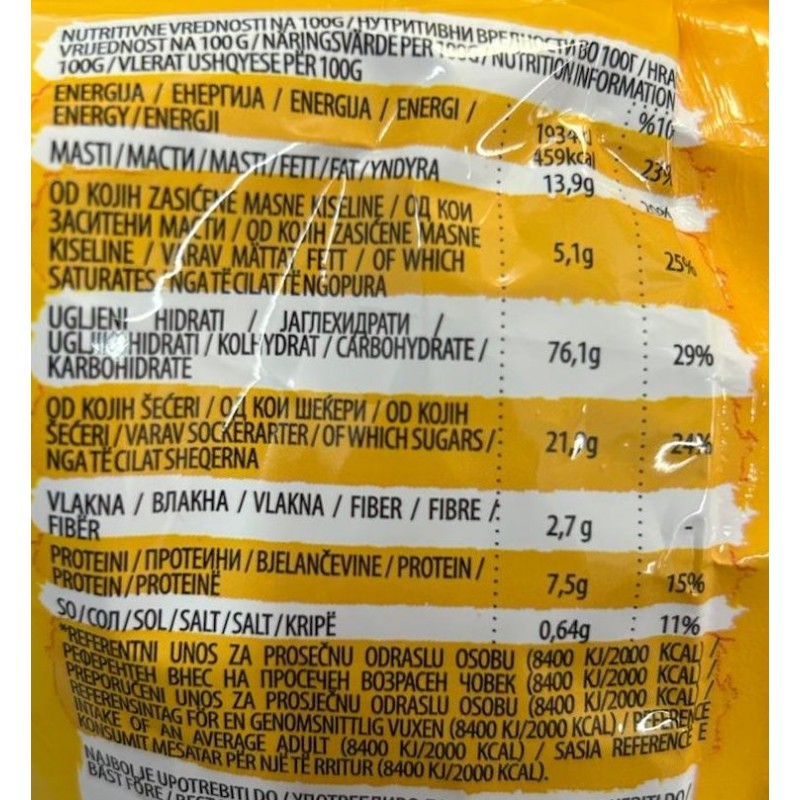 NUTRITIVNE VREDNOSTI NA 100G / НУТРИТИВНИ ВРЕДНОСТИ ВО 100Г / HRA
VRIJEDNOST NA 100 G / NÄRINGSVÄRDE PER 100G / NUTRITION INFORMATION
100G / VLERAT USHQYESE PËR 100G
%10
ENERGIJA / ЕНЕРГИЈА / ENERGIJA / ENERGI /
ENERGY / ENERGJI
1934
459kcal
23%
MASTI / МАСТИ / MASTI / FETT / FAT / YNDYRA
13,9g
OD KOJIH ZASIĆENE MASNE KISELINE / ОД КОИ
ЗАСИТЕНИ МАСТИ / OD KOJIH ZASIĆENE MASNE
KISELINE / VARAV MÄTTAT FETT / OF WHICH
SATURATES NGA TË CILAT TË NGOPURA
5,1g
25%
UGLJENI HIDRATI / ЈАГЛЕХИДРАТИ /
HIDRATI / KOLHYDRAT / CARBOHYDRATE /
KARBOHIDRATE
76,1g
29%
OD KOJIH ŠEĆERI / ОД КОИ ШЕЌЕРИ / OD KOJIH
ŠEĆERI / VARAV SOCKERARTER / OF WHICH SUGARS /
NGA TË CILAT SHEQERNA
24%
VLAKNA / ВЛАКНА / VLAKNA / FIBER / FIBRE /
FIBËR
2,7 g
-
PROTEINI / ПРОТЕИНИ / BJELANČEVINE / PROTEIN /
PROTEIN / PROTEINË
7,5g
15%
SO / СОЛ / SOL / SALT / SALT / KRIPË
0,64g
11%
*REFERENTNI UNOS ZA PROSEČNU ODRASLU OSOBU (8400 KJ/2000 KCAL) /
РЕФЕРЕНТЕН ВНЕС НА ПРОСЕЧЕН ВОЗРАСЕН ЧОВЕК (8400 KJ/2000 KCAL) /
PREPORUČENI UNOS ZA PROSJEČNU ODRASLU OSOBU (8400 KJ/2000 KCAL) /
REFERENSINTAG FÖR EN GENOMSNITTLIG VUXEN (8400 KJ/2000 KCAL) / REFERENCE
INTAKE OF AN AVERAGE ADULT (8400 KJ/2000 KCAL) / SASIA REFERENCE E
KONSUMIT MESATAR PËR NJË TË RRITUR (8400 KJ/2000 KCAL).
NAJBOLJE UPOTREBITI DO /
BÄST FÖRE /